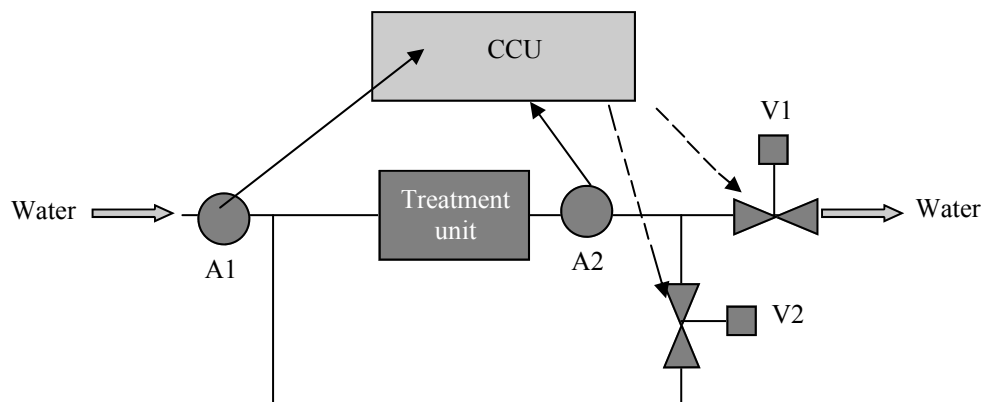 CCU
V1
Water
Treatment
unit
Water
A1
A2
V2